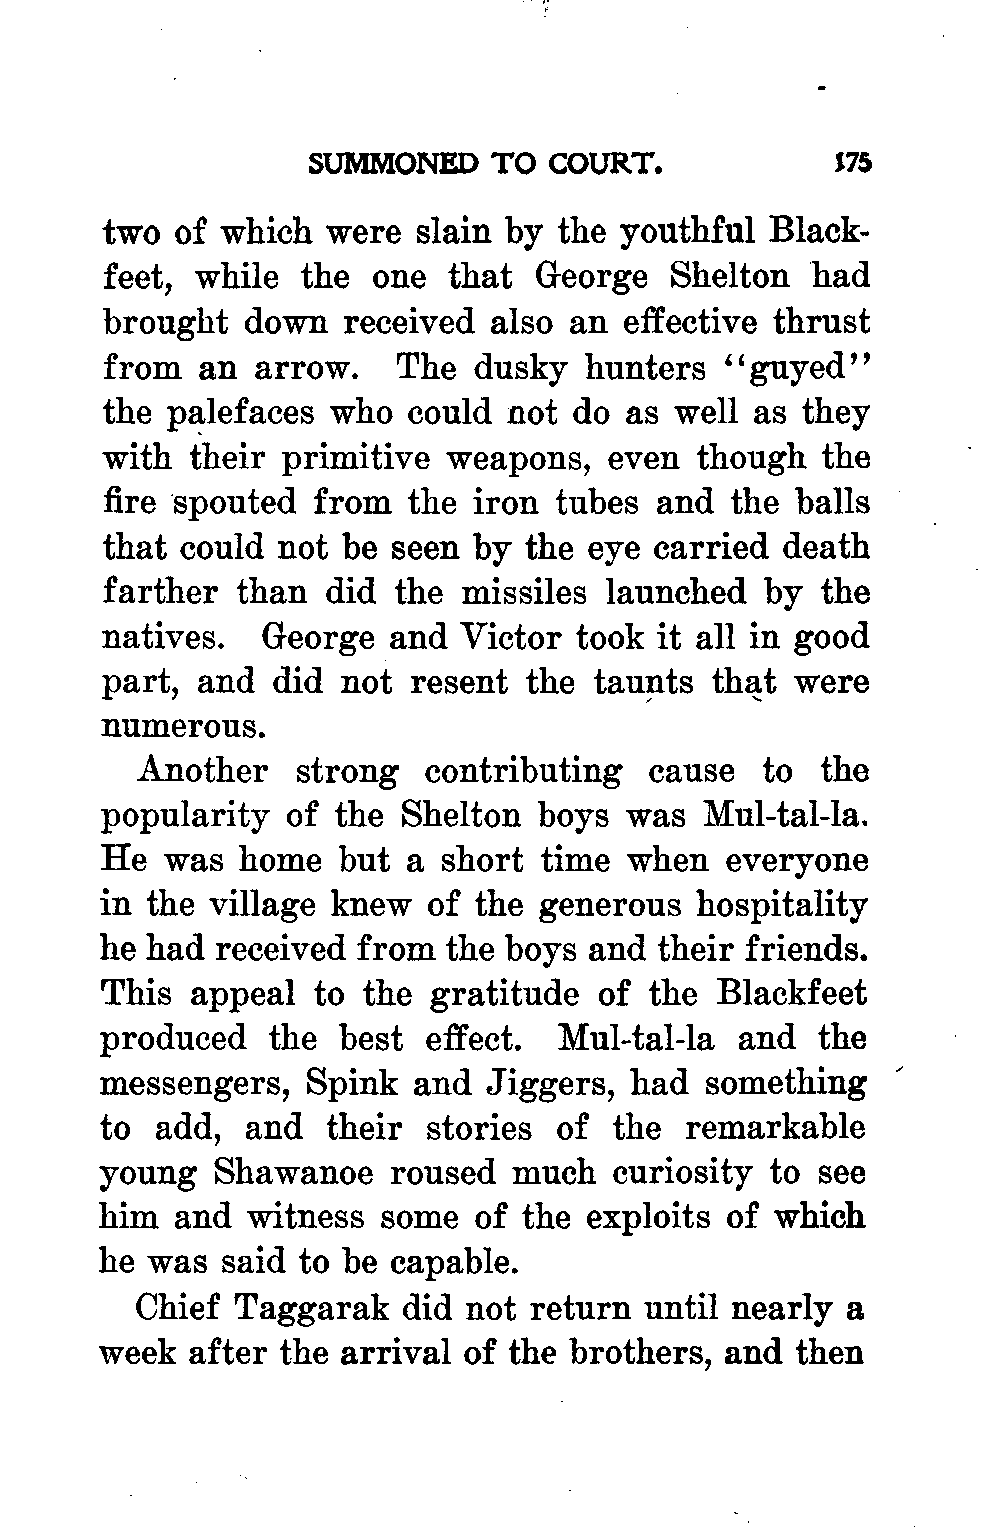 SUMMONED TO COURT. 175
two of which were slain by the youthful Black-
feet, while the one that George Shelton had
brought down received also an effective thrust
from an arrow. The dusky hunters "guyed"
the palefaces who could not do as well as they
with their primitive weapons, even though the
fire spouted from the iron tubes and the balls
that could not be seen by the eye carried death
farther than did the missiles launched by the
natives. George and Victor took it all in good
part, and did not resent the taunts that were
numerous.
Another strong contributing cause to the
popularity of the Shelton boys was Mul-tal-la.
He was home but a short time when everyone
in the village knew of the generous hospitality
he had received from the boys and their friends.
This appeal to the gratitude of the Blackfeet
produced the best effect. Mul-tal-la and the
messengers, Spink and Jiggers, had something
to add, and their stories of the remarkable
young Shawanoe roused much curiosity to see
him and witness some of the exploits of which
he was said to be capable.
Chief Taggarak did not return until nearly a
week after the arrival of the brothers, and then